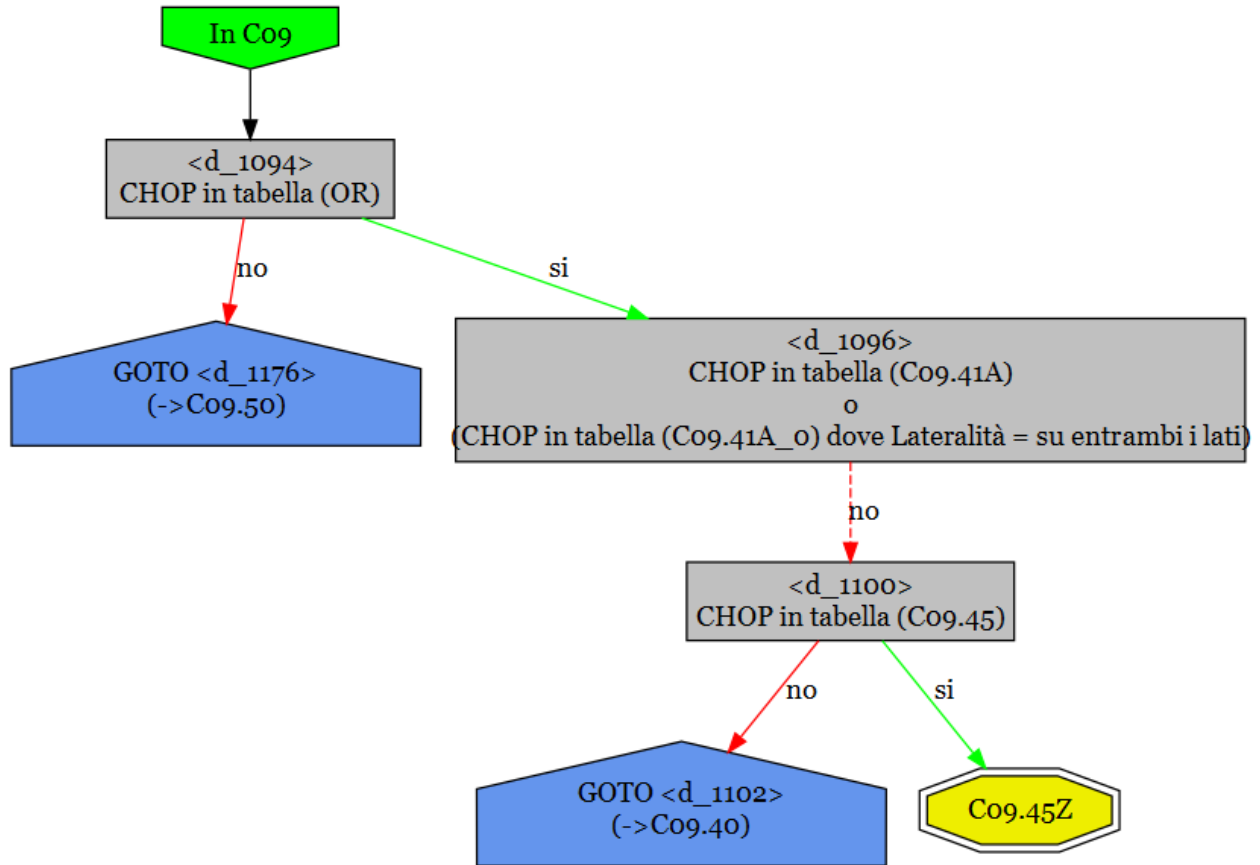 In C09
<d_1094>
CHOP in tabella (OR)
no
si
GOTO <d_1176>
(->C09.50)
<d_1096>
CHOP in tabella (C09.41A)
o
(CHOP in tabella (C09.41A_0) dove Lateralità = su entrambi i lati)
no
<d_1100>
CHOP in tabella (C09.45)
no
si
GOTO <d_1102>
(->C09.40)
C09.45Z